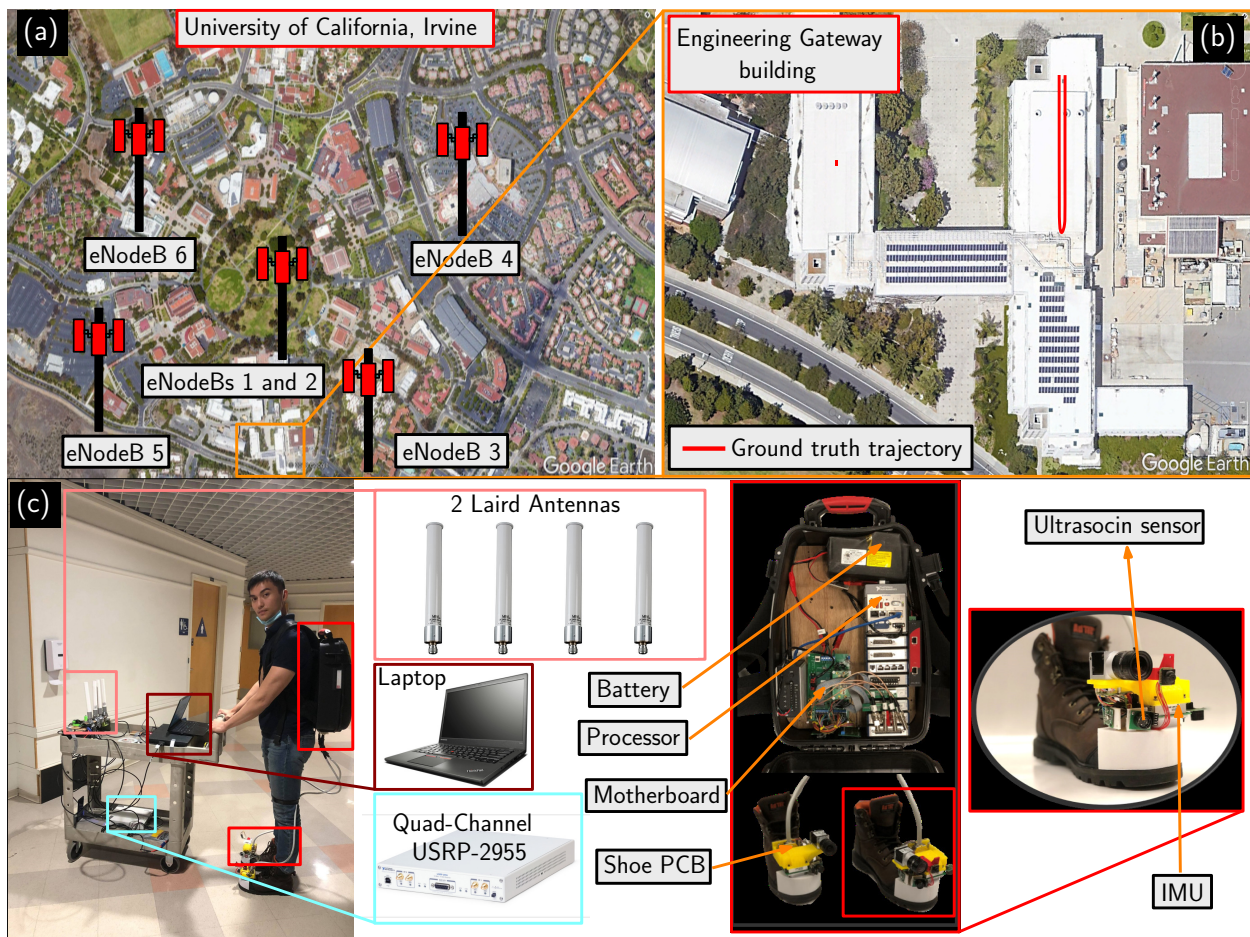 (a)
University of California, Irvine
eNodeB 6
eNodeB 4
eNodeBs 1 and 2
eNodeB 5
eNodeB 3
Google Earth
Engineering Gateway
building
(b)
Ground truth trajectory
Google Earth
(c)
2 Laird Antennas
Laptop
Quad-Channel
USRP-2955
Battery
Processor
Motherboard
Shoe PCB
Ultrasocin sensor
IMU